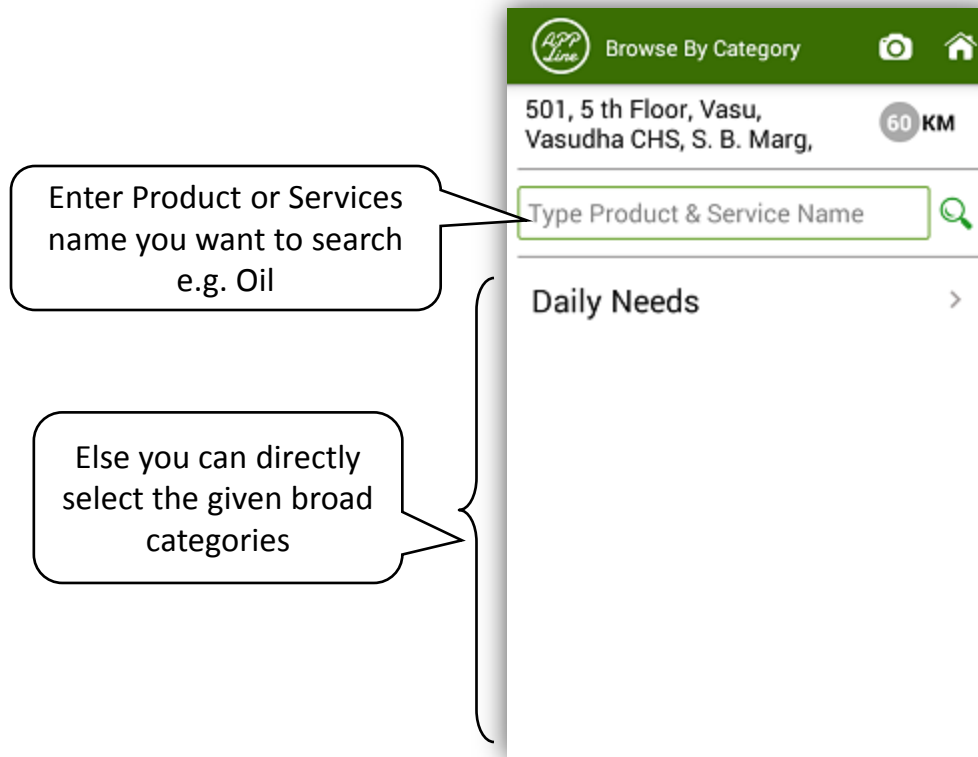 APP
Line
Browse By Category
501, 5 th Floor, Vasu,
Vasudha CHS, S. B. Marg,
60 KM
Enter Product or Services
name you want to search
e.g. Oil
Type Product & Service Name
Daily Needs
Else you can directly
select the given broad
categories